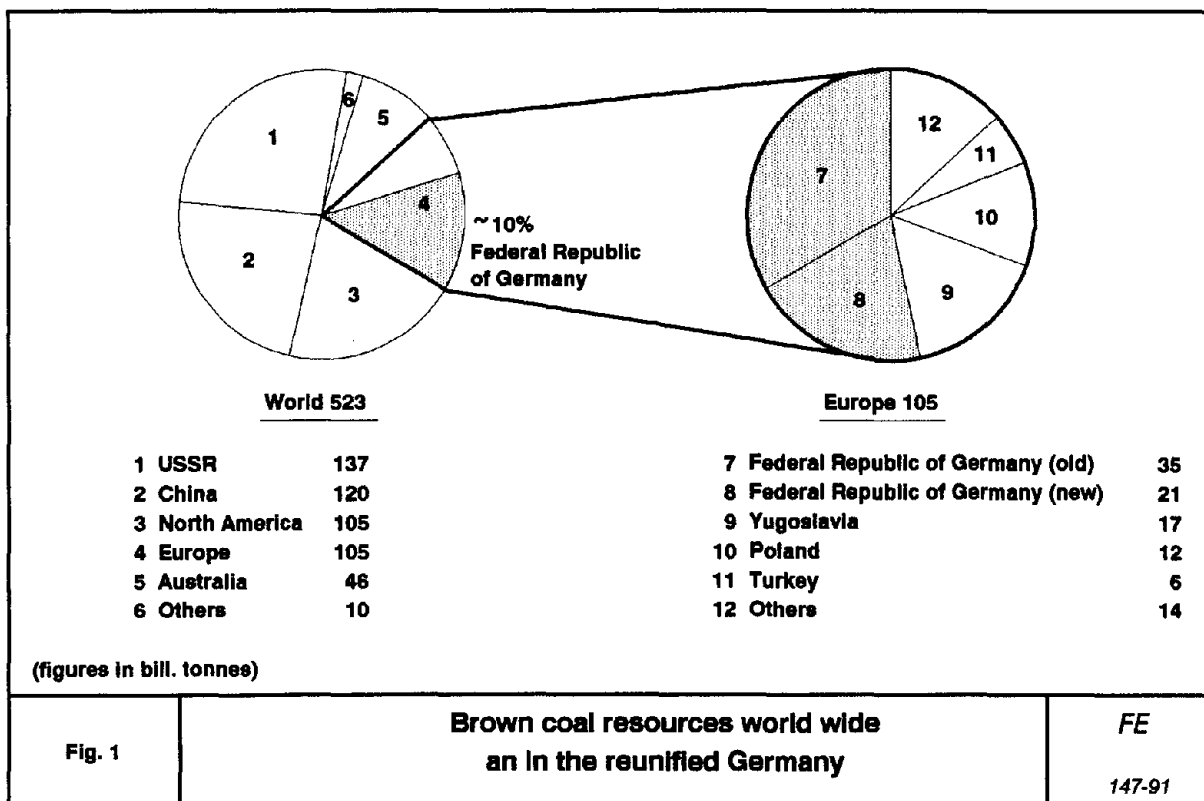 1
6
5
4
3
2
~10%
Federal Republic
of Germany
12
11
10
9
8
7
World 523
1 USSR 137
2 China 120
3 North America 105
4 Europe 105
5 Australia 46
6 Others 10
Europe 105
7 Federal Republic of Germany (old) 35
8 Federal Republic of Germany (new) 21
9 Yugoslavia 17
10 Poland 12
11 Turkey 6
12 Others 14
(figures in bill. tonnes)
Fig. 1
Brown coal resources world wide
an in the reunified Germany
FE
147-91